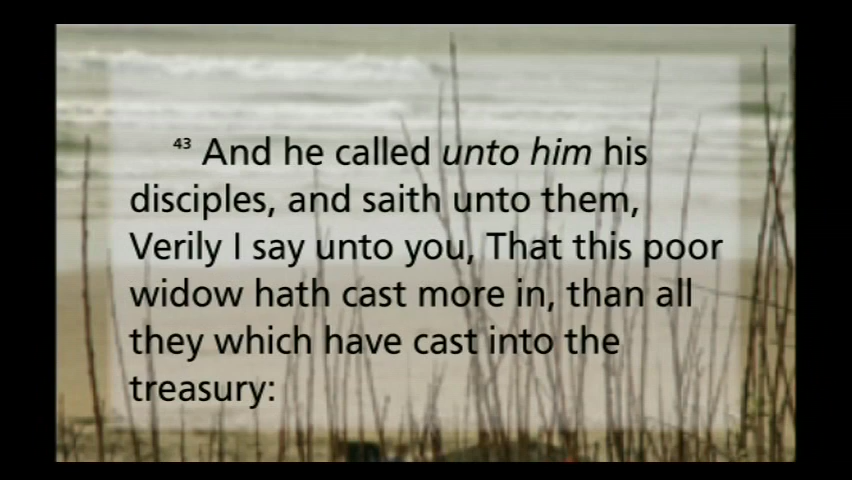 43 And he called unto him his
disciples, and saith unto them,
Verily I say unto you, That this poor
widow hath cast more in, than all
they which have cast into the
treasury: